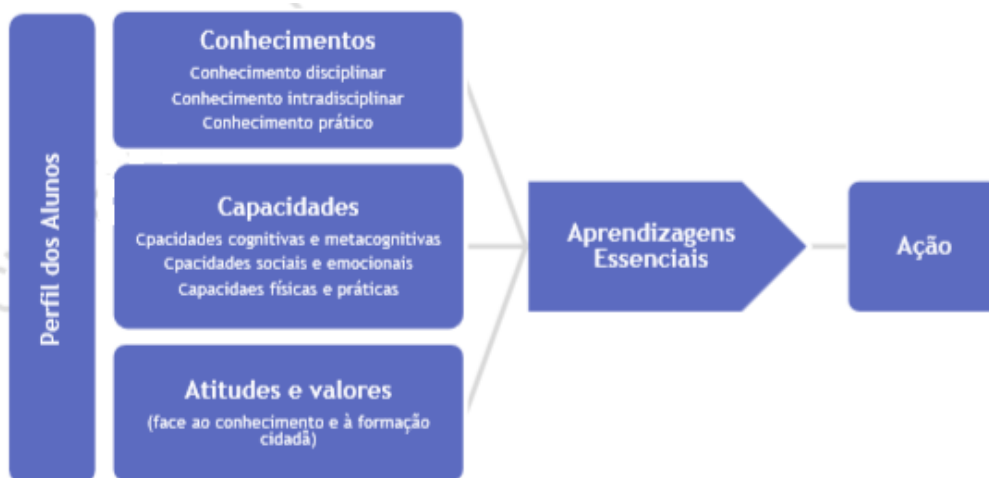 Perfil dos Alunos
Conhecimentos
Conhecimento disciplinar
Conhecimento intradisciplinar
Conhecimento prático
Capacidades
Cpacidades cognitivas e metacognitivas
Cpacidades sociais e emocionais
Capacidaes físicas e práticas
Atitudes e valores
(face ao conhecimento e à formação
cidadã)
Aprendizagens
Essenciais
Ação